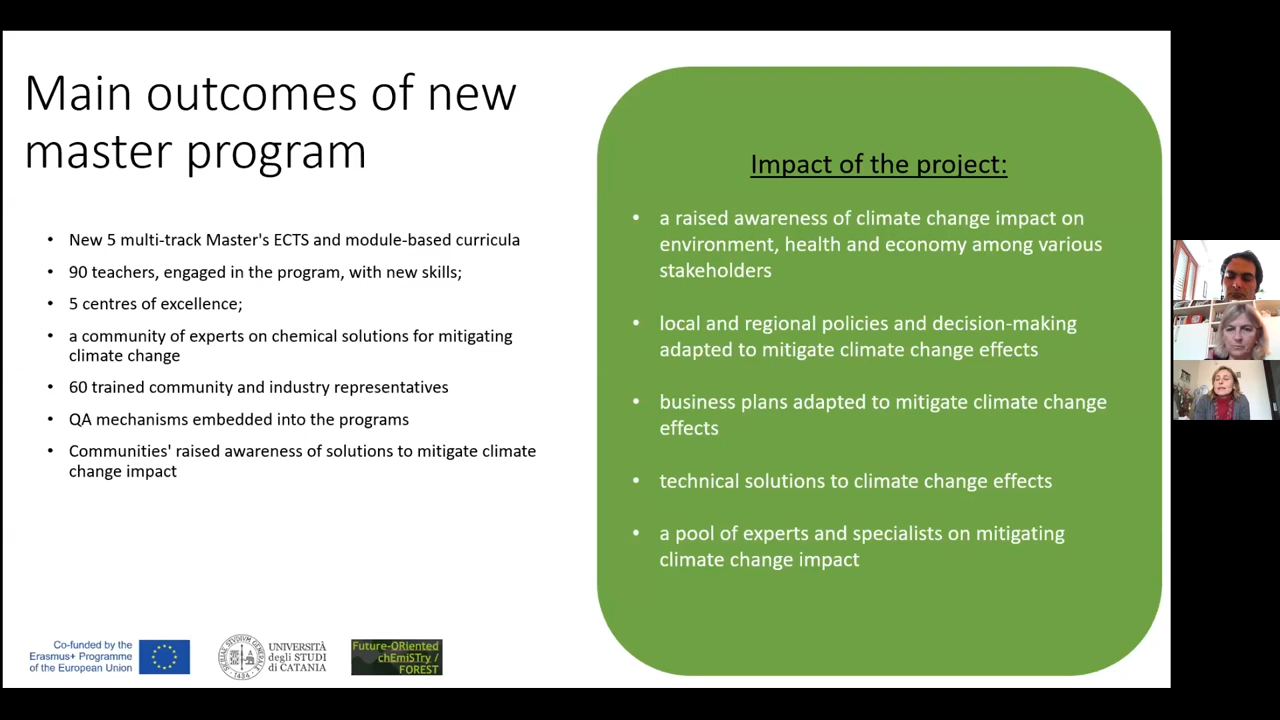 Main outcomes of new
master program
• New 5 multi-track Master's ECTS and module-based curricula
• 90 teachers, engaged in the program, with new skills;
• 5 centres of excellence;
• a community of experts on chemical solutions for mitigating
climate change
• 60 trained community and industry representatives
• QA mechanisms embedded into the programs
• Communities' raised awareness of solutions to mitigate climate
change impact
Impact of the project:
• a raised awareness of climate change impact on
environment, health and economy among various
stakeholders
• local and regional policies and decision-making
adapted to mitigate climate change effects
• business plans adapted to mitigate climate change
effects
• technical solutions to climate change effects
• a pool of experts and specialists on mitigating
climate change impact
Co-funded by the
Erasmus+ Programme
of the European Union
UNIVERSITÀ
degli STUDI
di CATANIA
Future-ORiented
chEmiSTry /
FOREST